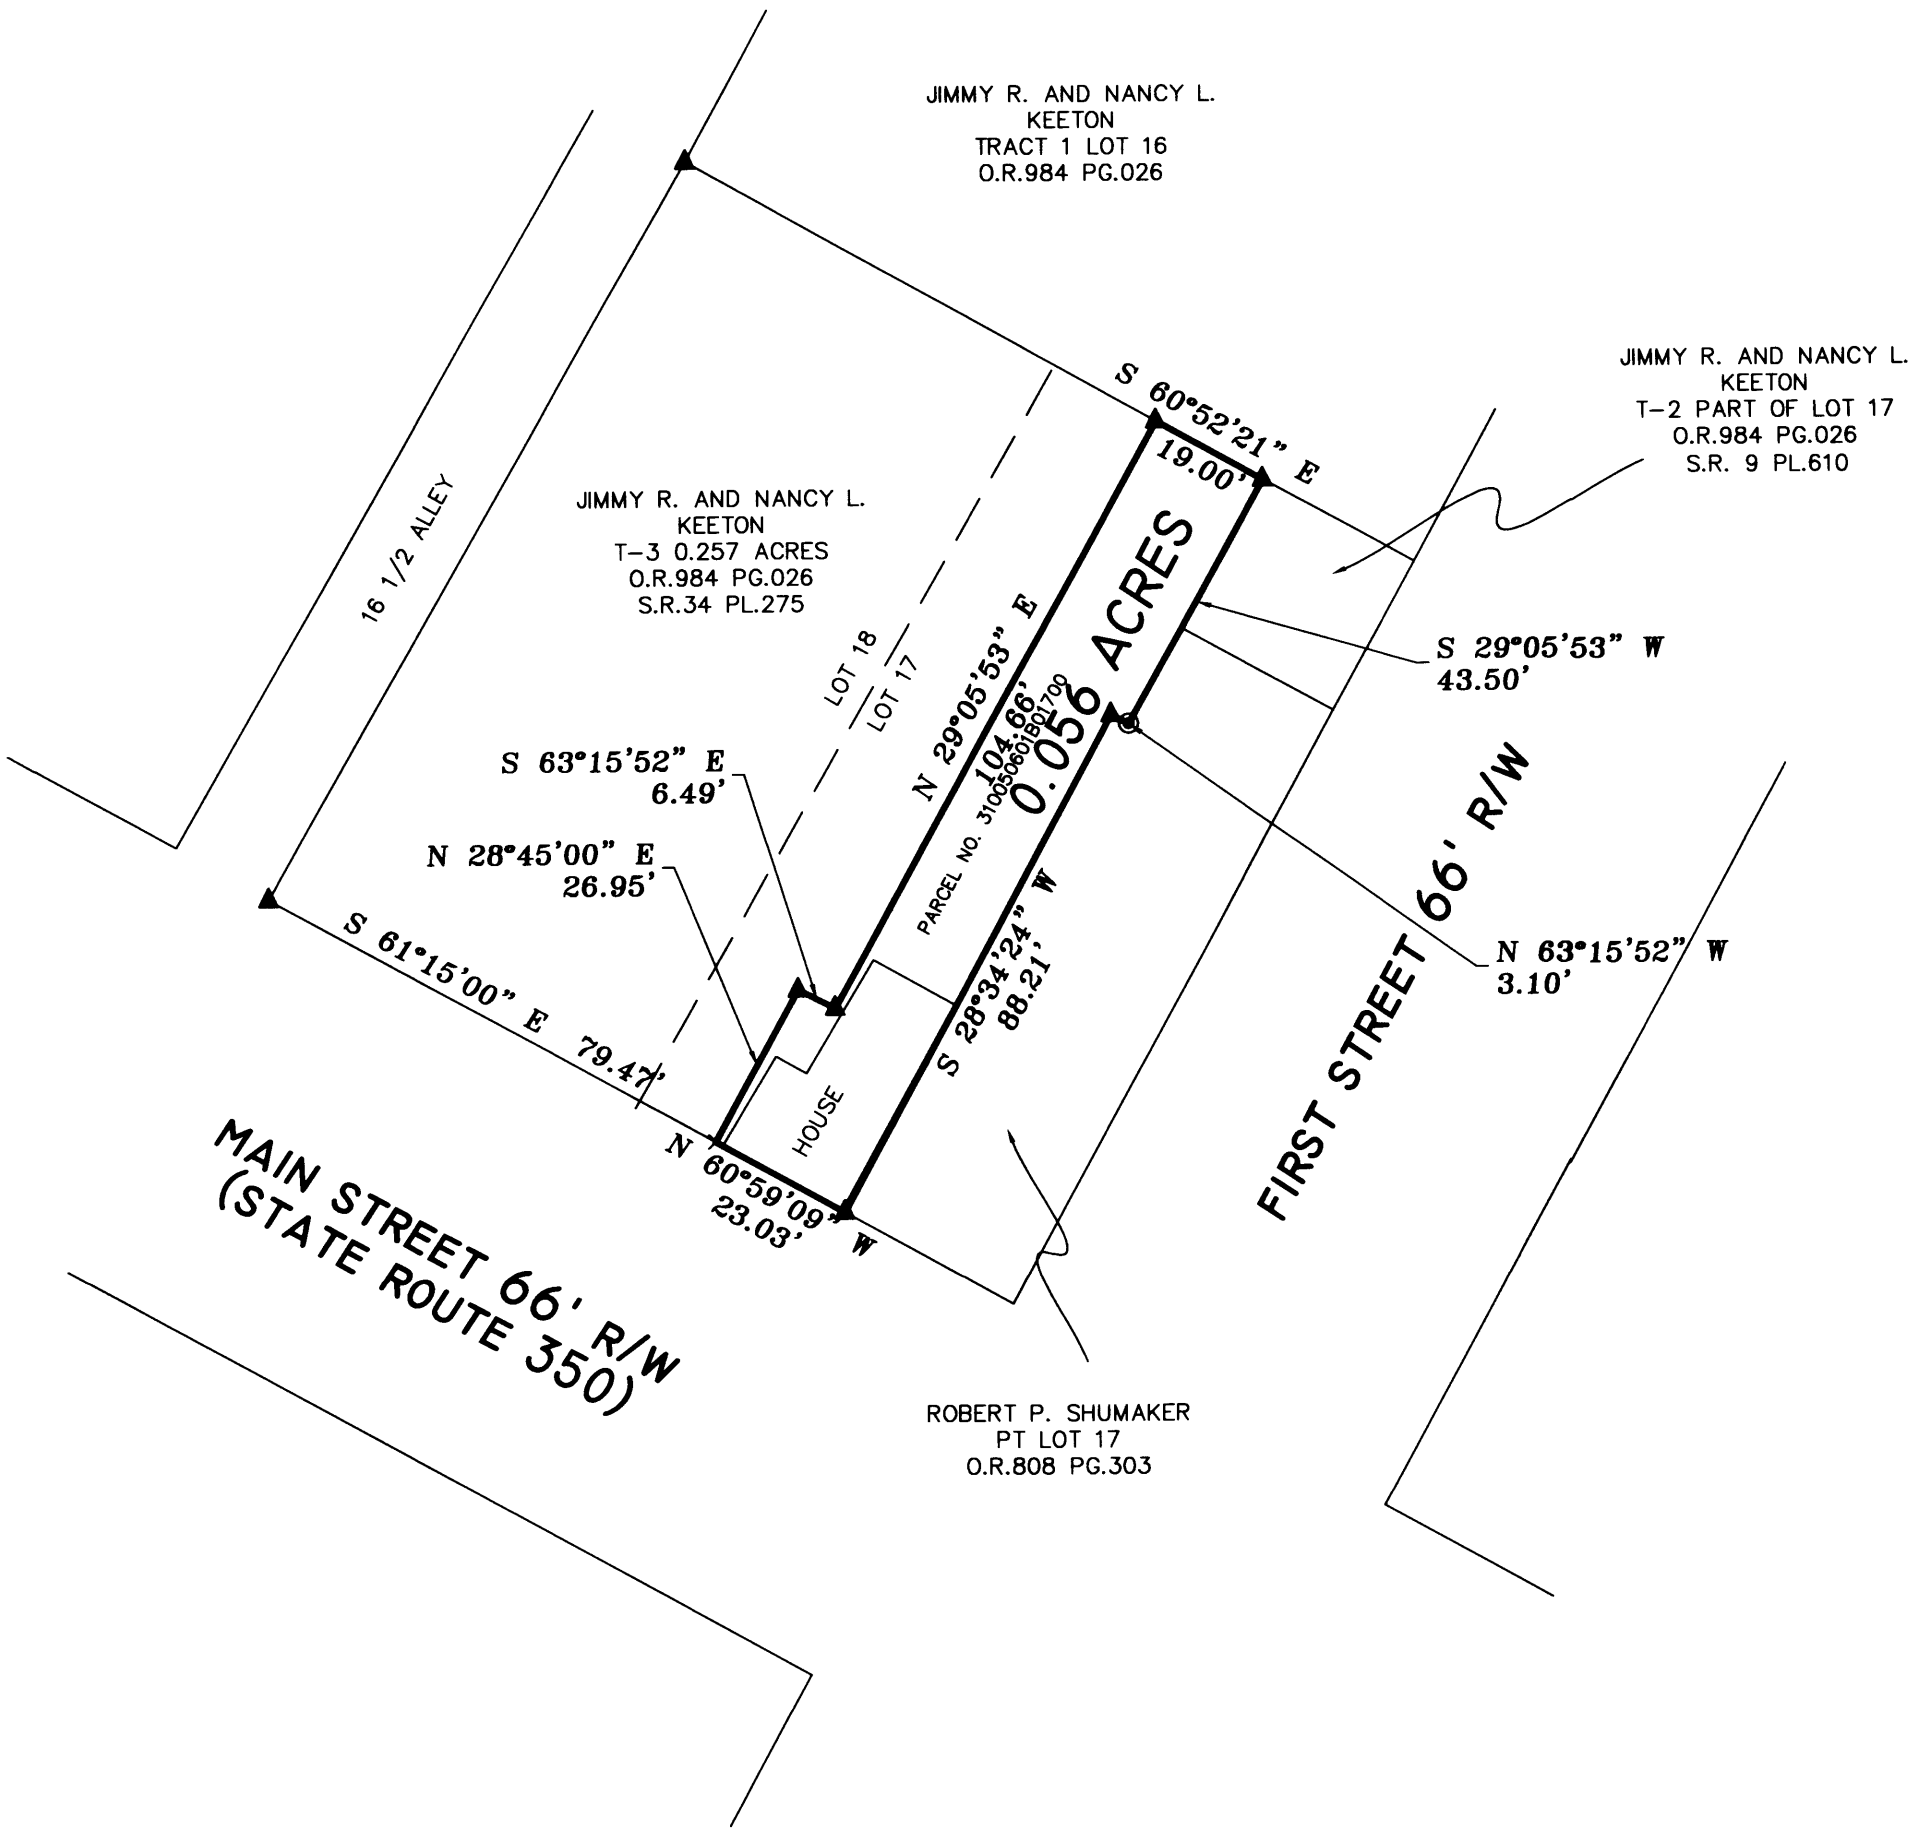 JIMMY R. AND NANCY L.
KEETON
TRACT 1 LOT 16
O.R.984 PG.026
JIMMY R. AND NANCY L.
KEETON
T-2 PART OF LOT 17
O.R.984 PG.026
S.R. 9 PL.610
S 60°52'21" E
19.00'
16 1/2 ALLEY
JIMMY R. AND NANCY L.
KEETON
T-3 0.257 ACRES
O.R.984 PG.026
S.R.34 PL.275
LOT 18
LOT 17
N 29°05'53" E
104.66'
PARCEL NO. 310050601B01700
0.056 ACRES
S 29°05'53" W
43.50'
S 63°15'52" E
6.49'
N 28°45'00" E
26.95'
S 28°34'24" W
88.21'
N 63°15'52" W
3.10'
FIRST STREET 66' R/W
S 61°15'00" E 79.47'
HOUSE
N 60°59'09" W
23.03'
MAIN STREET 66' R/W
(STATE ROUTE 350)
ROBERT P. SHUMAKER
PT LOT 17
O.R.808 PG.303